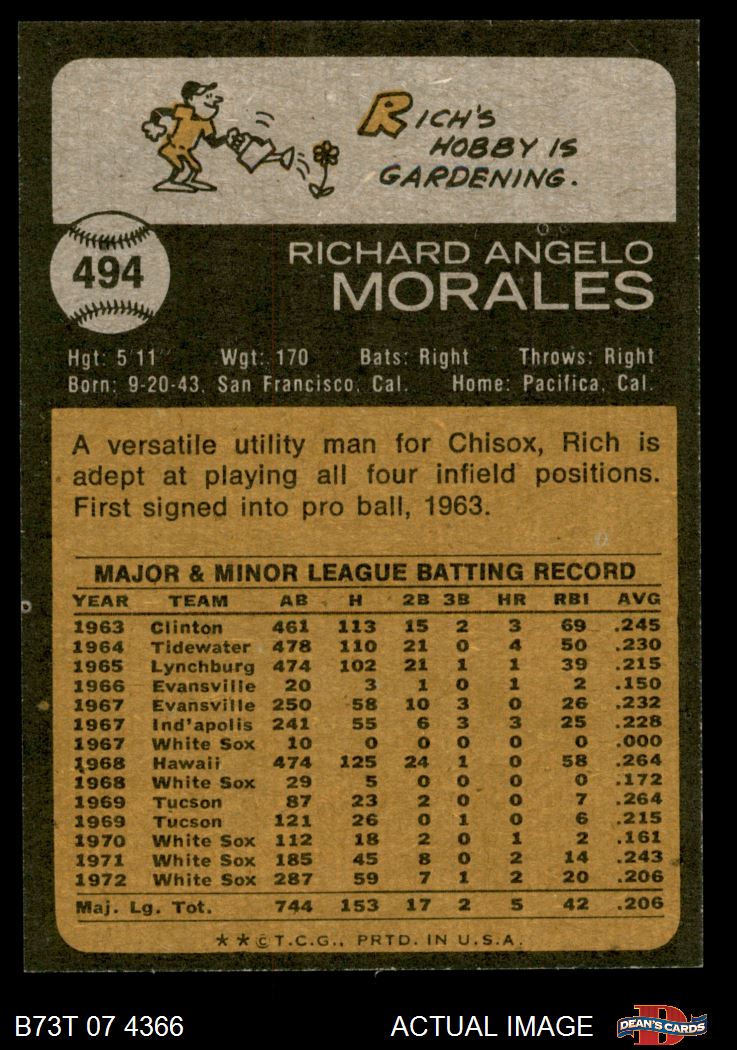 RICH'S
HOBBY IS
GARDENING.
494
RICHARD ANGELO
MORALES
Hgt: 5'11" Wgt: 170 Bats: Right Throws: Right
Born: 9-20-43, San Francisco, Cal. Home: Pacifica, Cal.
A versatile utility man for Chisox, Rich is
adept at playing all four infield positions.
First signed into pro ball, 1963.
MAJOR & MINOR LEAGUE BATTING RECORD
YEAR TEAM AB H 2B 3B HR RBI AVG
1963 Clinton 461 113 15 2 3 69 .245
1964 Tidewater 478 110 21 0 4 50 .230
1965 Lynchburg 474 102 21 1 1 39 .215
1966 Evansville 20 3 1 0 1 2 .150
1967 Evansville 250 58 10 3 0 26 .232
1967 Ind'apolis 241 55 6 3 3 25 .228
1967 White Sox 10 0 0 0 0 0 .000
1968 Hawaii 474 125 24 1 0 58 .264
1968 White Sox 29 5 0 0 0 0 .172
1969 Tucson 87 23 2 0 0 7 .264
1969 Tucson 121 26 0 1 0 6 .215
1970 White Sox 112 18 2 0 1 2 .161
1971 White Sox 185 45 8 0 2 14 .243
1972 White Sox 287 59 7 1 2 20 .206
Maj. Lg. Tot. 744 153 17 2 5 42 .206
★★©T.C.G., PRTD. IN U.S.A.
B73T 07 4366 ACTUAL IMAGE
D
DEAN'S CARDS